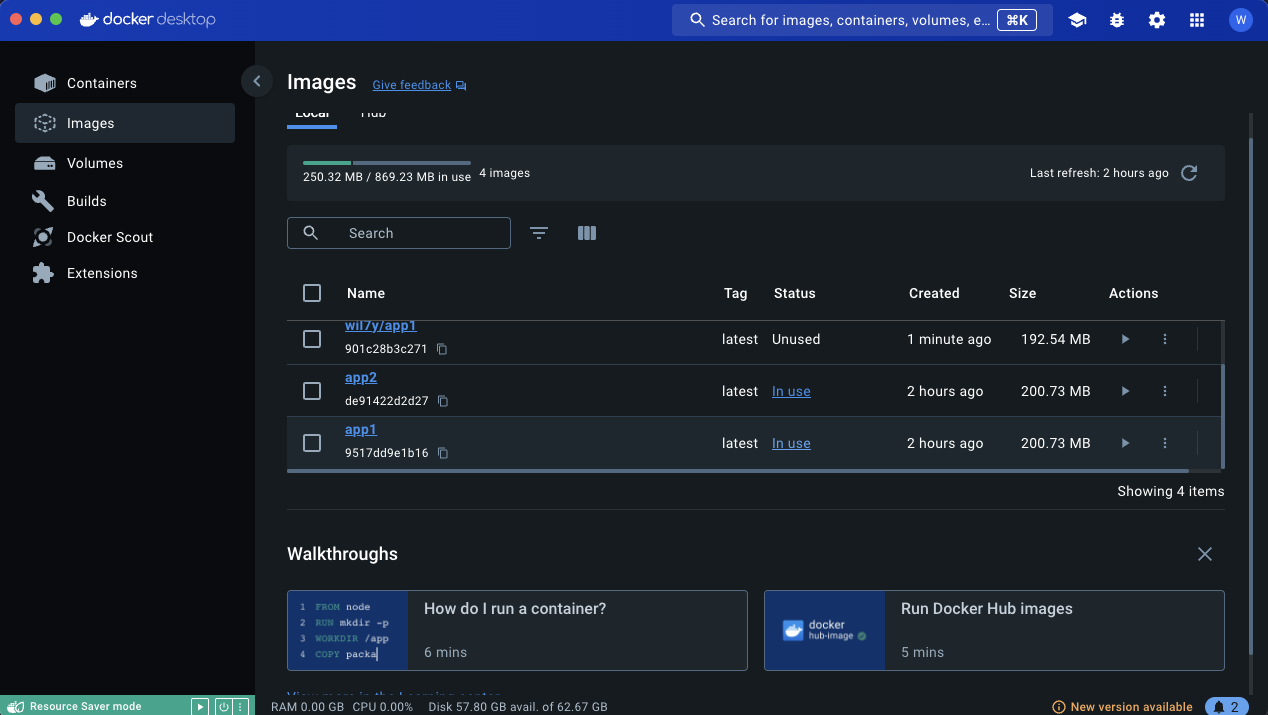 docker desktop
Search for images, containers, volumes, e... ⌘K
W
Containers
Images
Volumes
Builds
Docker Scout
Extensions
Images
Give feedback
Local Hub
250.32 MB / 869.23 MB in use 4 images
Last refresh: 2 hours ago
Search
Name Tag Status Created Size Actions
wil7y/app1
901c28b3c271
latest Unused 1 minute ago 192.54 MB
app2
de91422d2d27
latest In use 2 hours ago 200.73 MB
app1
9517dd9e1b16
latest In use 2 hours ago 200.73 MB
Showing 4 items
Walkthroughs
1 FROM node
2 RUN mkdir -p
3 WORKDIR /app
4 COPY packa
How do I run a container?
6 mins
docker
hub-image
Run Docker Hub images
5 mins
View more in the Learning center
Resource Saver mode
RAM 0.00 GB CPU 0.00% Disk 57.80 GB avail. of 62.67 GB
New version available
2